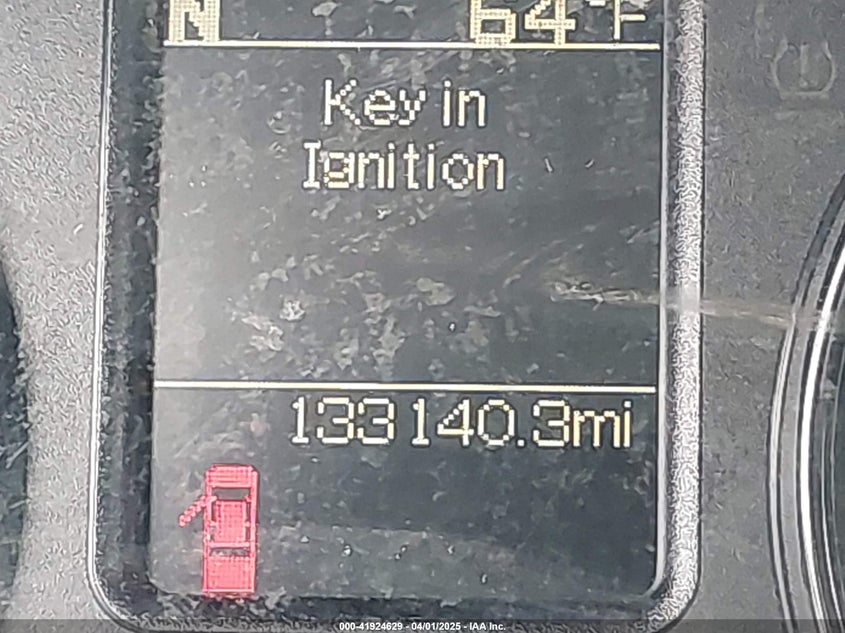 N 64°F
Key in
Ignition
133140.3mi
000-41924629 - 04/01/2025 - IAA Inc.